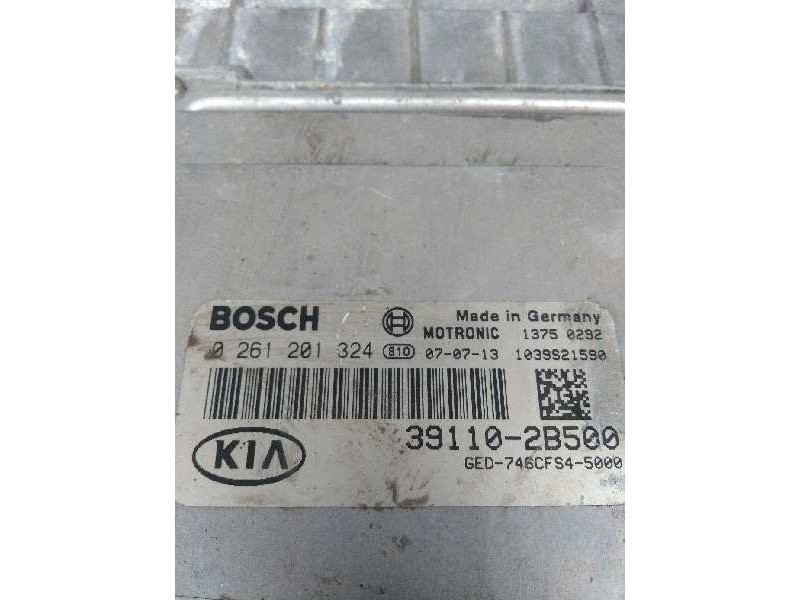 BOSCH
Made in Germany
MOTRONIC 1375 0292
0 261 201 324 S10 07-07-13 1039S21590
39110-2B500
KIA
GED-746CFS4-5000